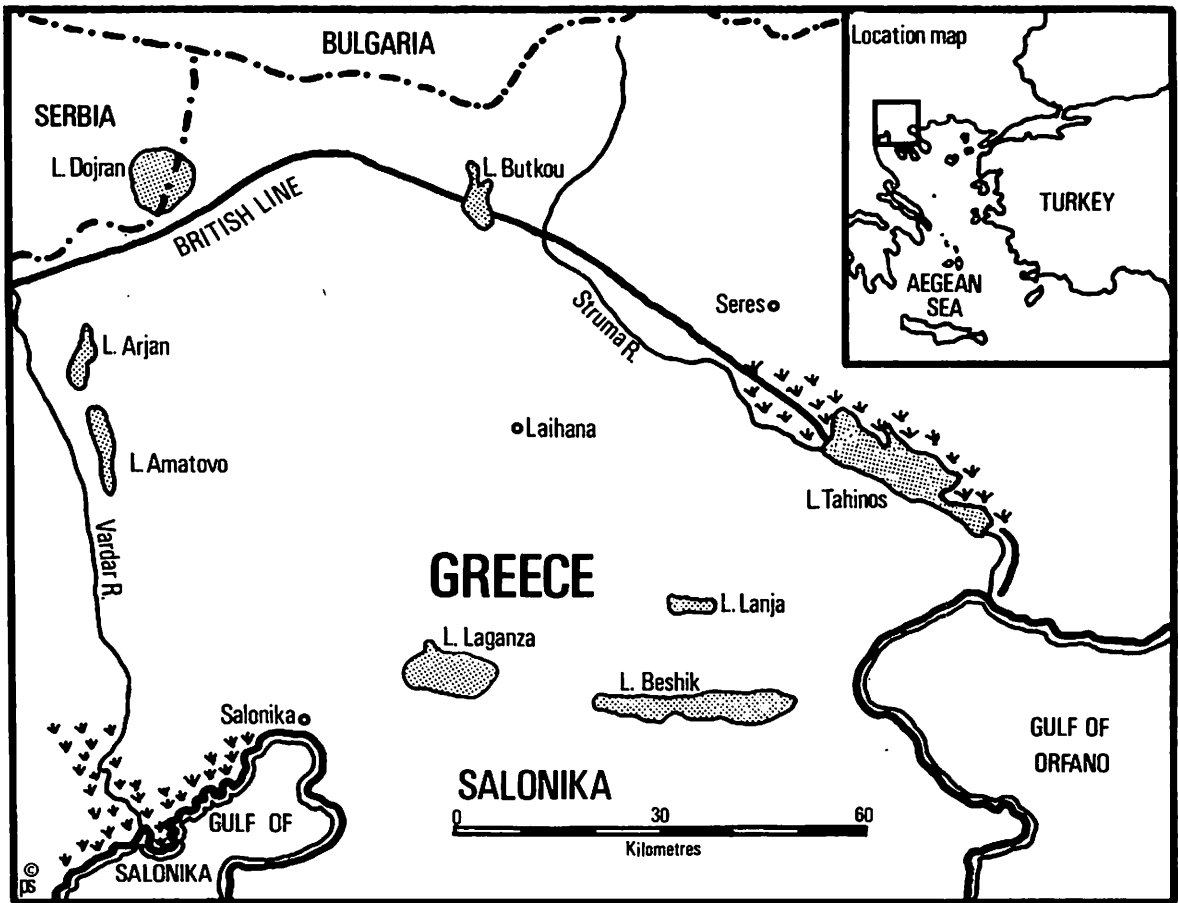 BULGARIA
Location map
SERBIA
L. Dojran
L. Butkou
BRITISH LINE
TURKEY
Struma R.
Seres
AEGEAN
SEA
L. Arjan
Laihana
L. Amatovo
L. Tahinos
Vardar R.
GREECE
L. Lanja
L. Laganza
L. Beshik
Salonika
GULF OF
ORFANO
SALONIKA
0 30 60
Kilometres
GULF OF
SALONIKA
©
ps